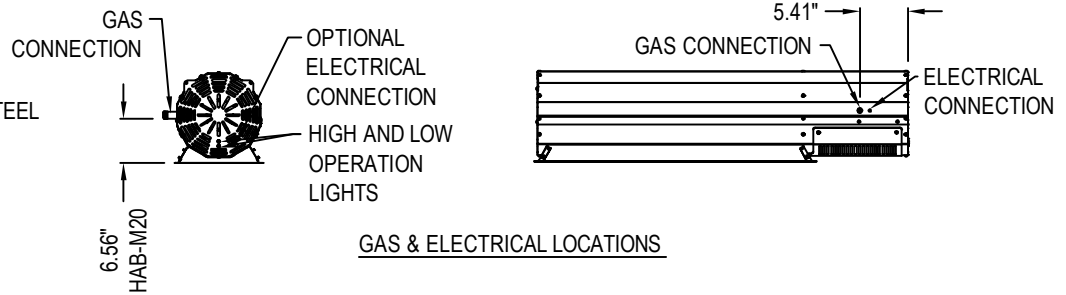 GAS
CONNECTION
TEEL
OPTIONAL
ELECTRICAL
CONNECTION
HIGH AND LOW
OPERATION
LIGHTS
6.56"
HAB-M20
5.41"
GAS CONNECTION
ELECTRICAL
CONNECTION
GAS & ELECTRICAL LOCATIONS